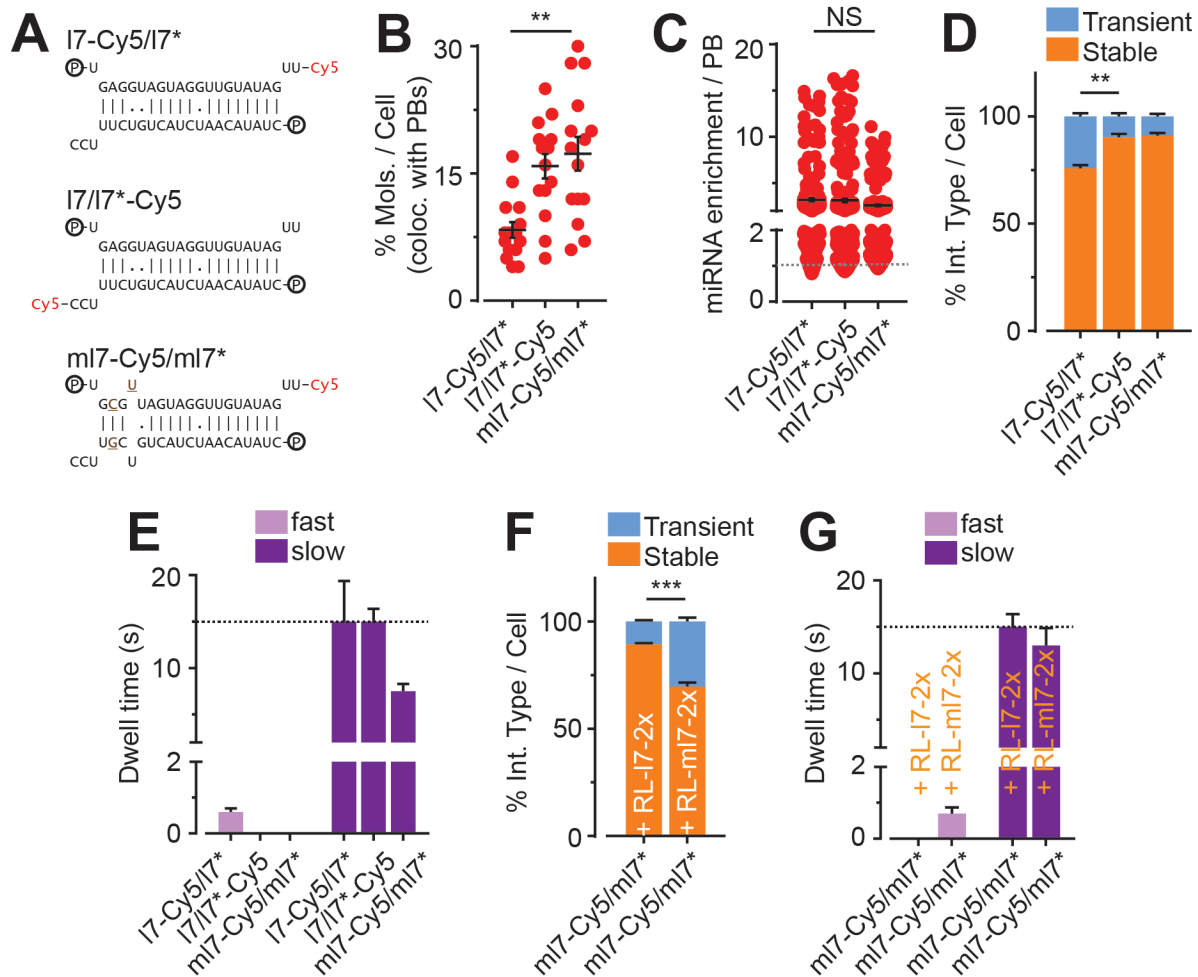 A
l7-Cy5/l7*
P-U UU-Cy5
GAGGUAGUAGGUUGUAUAG
|||..|||||.||||||||
UUCUGUCAUCUAACAUAUC-P
CCU
l7/l7*-Cy5
P-U UU
GAGGUAGUAGGUUGUAUAG
|||..|||||.||||||||
UUCUGUCAUCUAACAUAUC-P
Cy5-CCU
ml7-Cy5/ml7*
P-U U UU-Cy5
GCG UAGUAGGUUGUAUAG
||| .|||||.||||||||
UGC GUCAUCUAACAUAUC-P
CCU U
B
**
% Mols. / Cell
(coloc. with PBs)
30
15
0
l7-Cy5/l7*
l7/l7*-Cy5
ml7-Cy5/ml7*
C
NS
miRNA enrichment / PB
20
10
2
1
0
l7-Cy5/l7*
l7/l7*-Cy5
ml7-Cy5/ml7*
D
Transient
Stable
**
% Int. Type / Cell
100
50
0
l7-Cy5/l7*
l7/l7*-Cy5
ml7-Cy5/ml7*
E
fast
slow
Dwell time (s)
20
10
2
0
l7-Cy5/l7*
l7/l7*-Cy5
ml7-Cy5/ml7*
l7-Cy5/l7*
l7/l7*-Cy5
ml7-Cy5/ml7*
F
Transient
Stable
***
% Int. Type / Cell
100
50
0
+ RL-l7-2x
+ RL-ml7-2x
ml7-Cy5/ml7*
ml7-Cy5/ml7*
G
fast
slow
Dwell time (s)
20
10
2
1
0
+ RL-l7-2x
+ RL-ml7-2x
+ RL-l7-2x
+ RL-ml7-2x
ml7-Cy5/ml7*
ml7-Cy5/ml7*
ml7-Cy5/ml7*
ml7-Cy5/ml7*